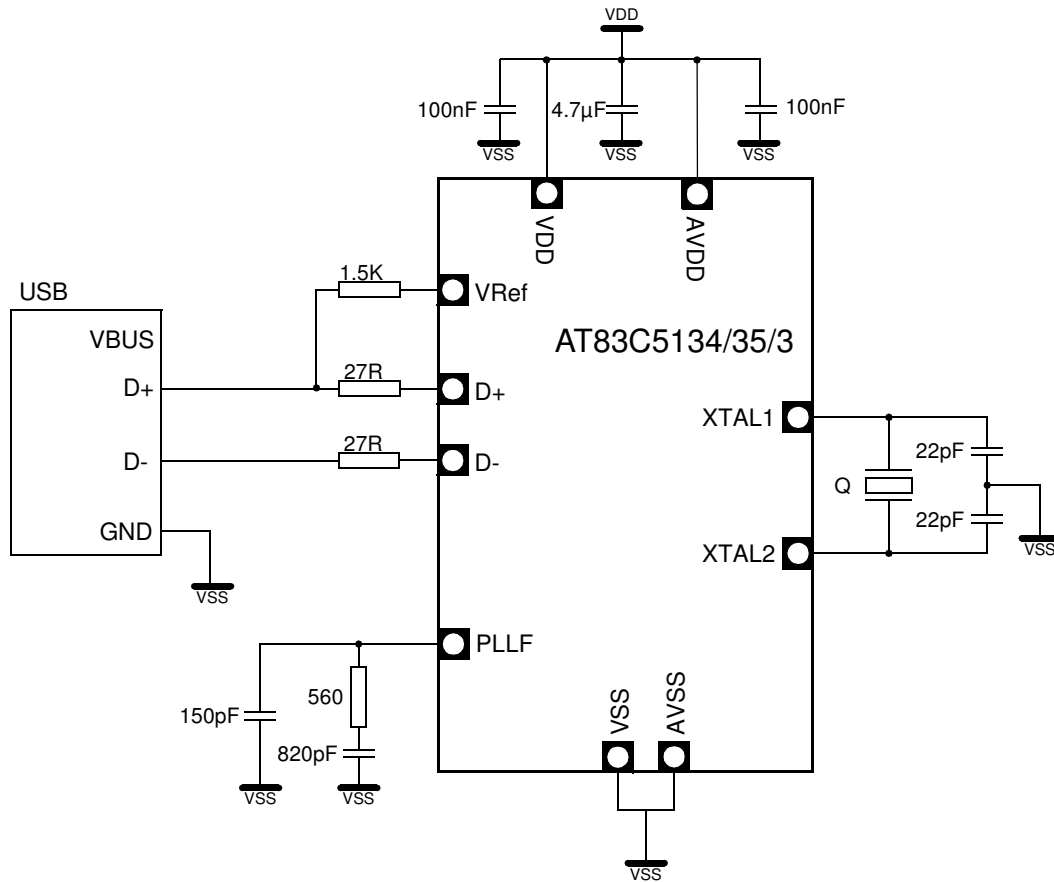 VDD
100nF
4.7µF
100nF
VSS
VSS
VSS
VDD
AVDD
1.5K
VRef
USB
VBUS
AT83C5134/35/3
D+
27R
D+
XTAL1
27R
D-
D-
22pF
Q
22pF
GND
XTAL2
VSS
VSS
PLLF
560
150pF
820pF
VSS
AVSS
VSS
VSS
VSS